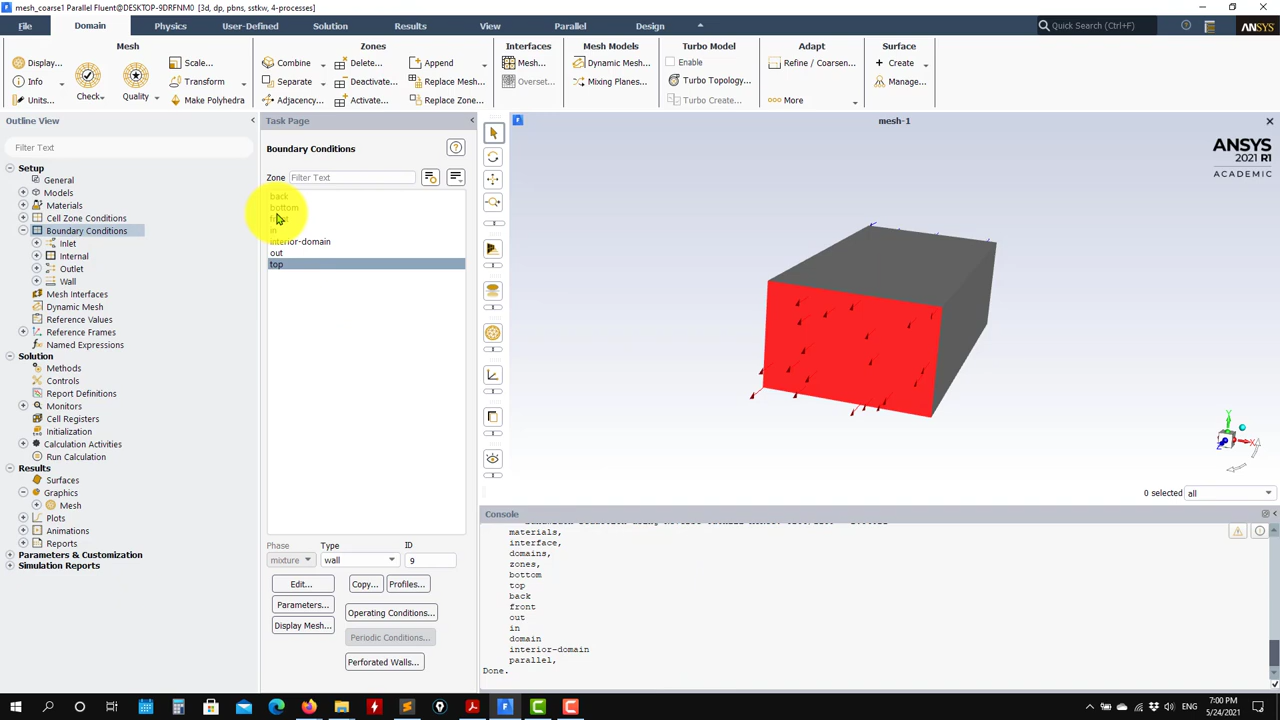 mesh_coarse1 Parallel Fluent@DESKTOP-9DRFNM0 [3d, dp, pbns, sstkw, 4-processes]
File Domain Physics User-Defined Solution Results View Parallel Design
Quick Search (Ctrl+F)
ANSYS
Mesh Zones Interfaces Mesh Models Turbo Model Adapt Surface
Display... Scale... Combine Delete... Append Mesh... Dynamic Mesh... Enable Refine / Coarsen... Create
Info Check Quality Transform Separate Deactivate... Replace Mesh... Overset... Mixing Planes... Turbo Topology... Manage...
Units... Make Polyhedra Adjacency... Activate... Replace Zone... Turbo Create... More
Outline View
Filter Text
Setup
General
Models
Materials
Cell Zone Conditions
Boundary Conditions
Inlet
Internal
Outlet
Wall
Mesh Interfaces
Dynamic Mesh
Reference Values
Reference Frames
Named Expressions
Solution
Methods
Controls
Report Definitions
Monitors
Cell Registers
Initialization
Calculation Activities
Run Calculation
Results
Surfaces
Graphics
Mesh
Plots
Animations
Reports
Parameters & Customization
Simulation Reports
Task Page
Boundary Conditions
Zone Filter Text
back
bottom
in
interior-domain
out
top
Phase Type ID
mixture wall 9
Edit... Copy... Profiles...
Parameters... Operating Conditions...
Display Mesh...
Periodic Conditions...
Perforated Walls...
mesh-1
ANSYS
2021 R1
ACADEMIC
0 selected all
Console
materials,
interface,
domains,
zones,
bottom
top
back
front
out
in
domain
interior-domain
parallel,
Done.
ENG
7:00 PM
5/24/2021